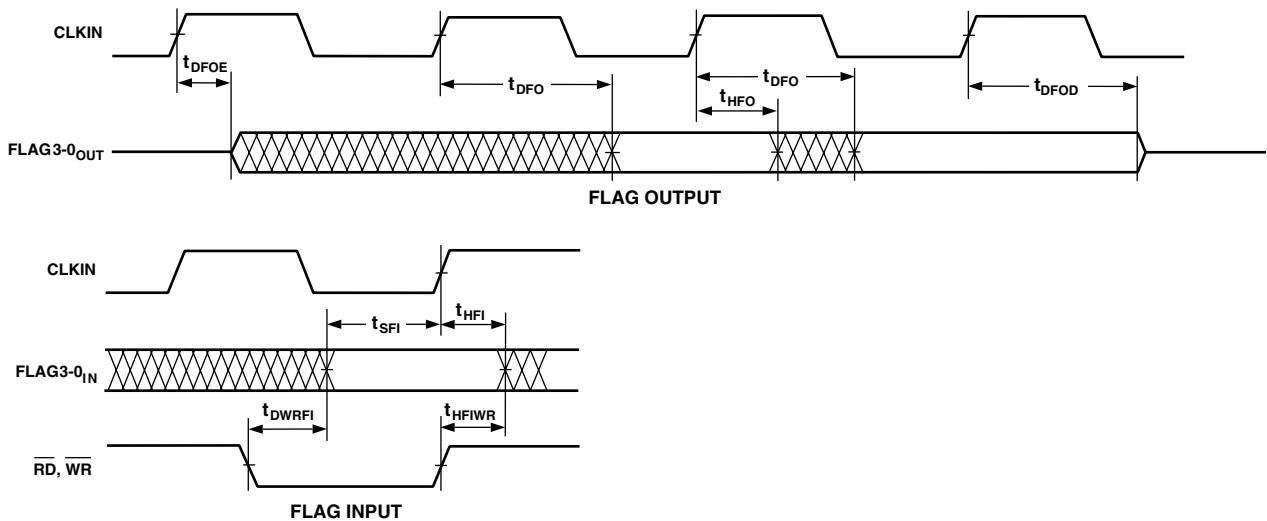 CLKIN
tDFOE
tDFO
tDFO
tHFO
tDFOD
FLAG3-0OUT
FLAG OUTPUT
CLKIN
tSFI
tHFI
FLAG3-0IN
tDWRFI
tHFIWR
RD, WR
FLAG INPUT